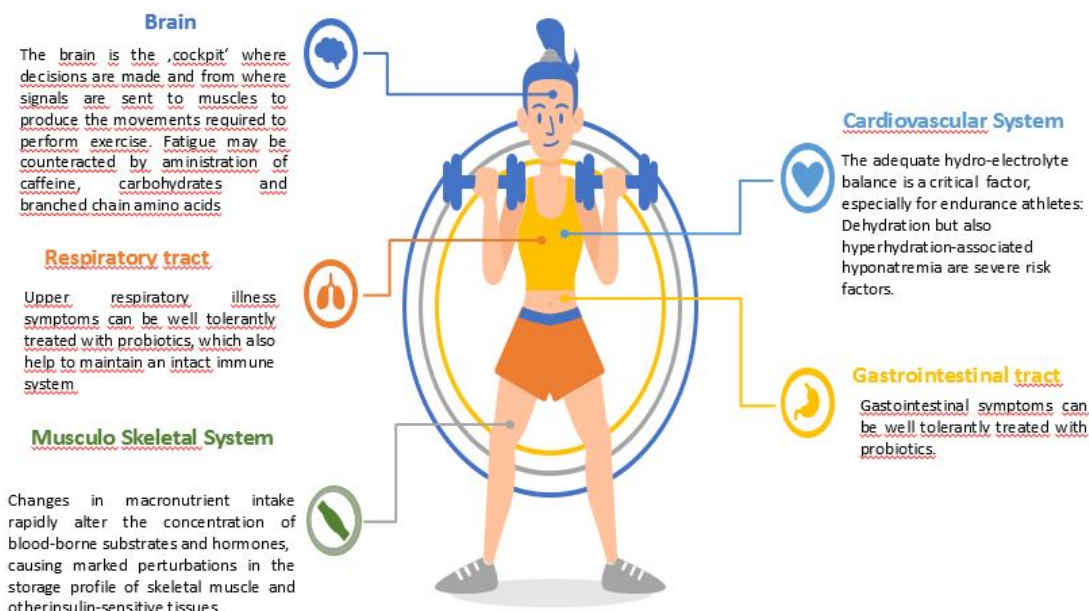 Brain
The brain is the ‚cockpit‘ where
decisions are made and from where
signals are sent to muscles to
produce the movements required to
perform exercise. Fatigue may be
counteracted by aministration of
caffeine, carbohydrates and
branched chain amino acids
Respiratory tract
Upper respiratory illness
symptoms can be well tolerantly
treated with probiotics, which also
help to maintain an intact immune
system
Musculo Skeletal System
Changes in macronutrient intake
rapidly alter the concentration of
blood-borne substrates and hormones,
causing marked perturbations in the
storage profile of skeletal muscle and
otherinsulin-sensitive tissues
Cardiovascular System
The adequate hydro-electrolyte
balance is a critical factor,
especially for endurance athletes:
Dehydration but also
hyperhydration-associated
hyponatremia are severe risk
factors.
Gastrointestinal tract
Gastointestinal symptoms can
be well tolerantly treated with
probiotics.